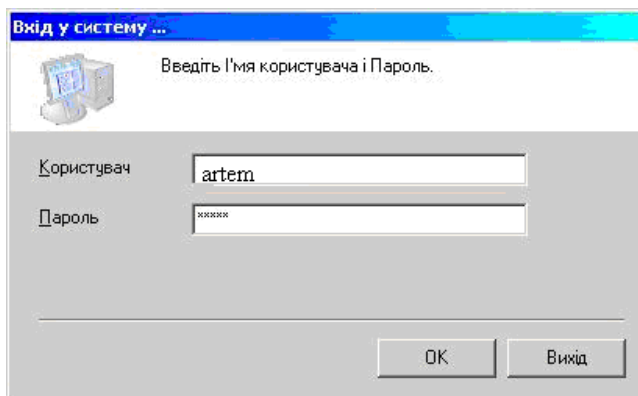 Вхід у систему ...
Введіть І'мя користувача і Пароль.
Користувач
artem
Пароль
*****
OK
Вихід